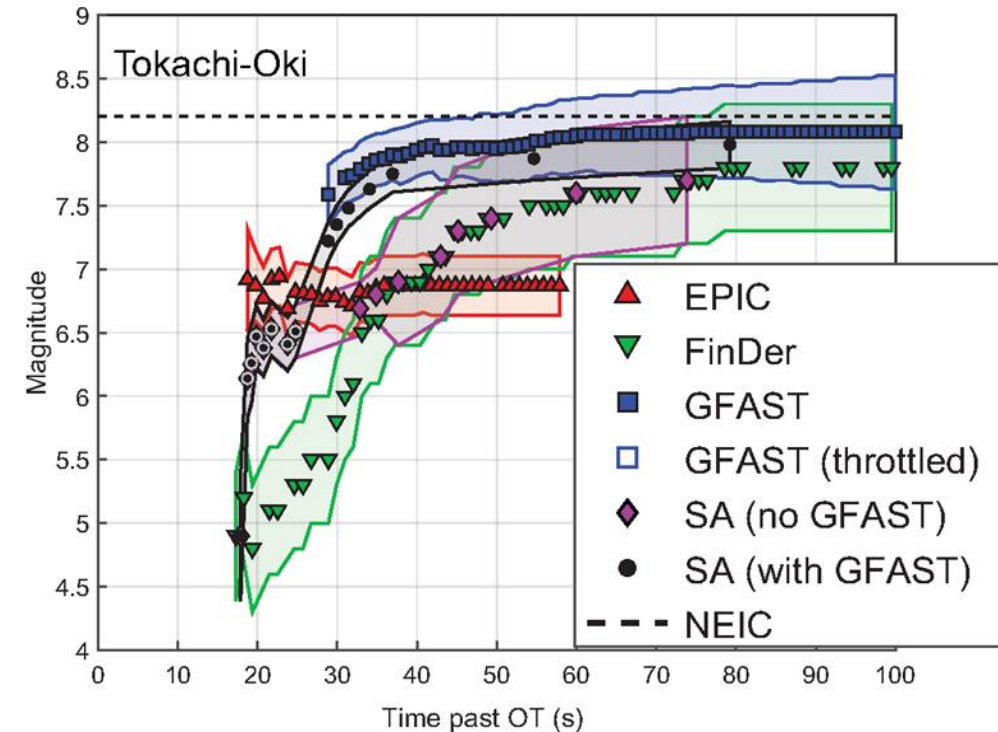 Tokachi-Oki
Magnitude
9
8.5
8
7.5
7
6.5
6
5.5
5
4.5
4
0 10 20 30 40 50 60 70 80 90 100
Time past OT (s)
EPIC
FinDer
GFAST
GFAST (throttled)
SA (no GFAST)
SA (with GFAST)
NEIC